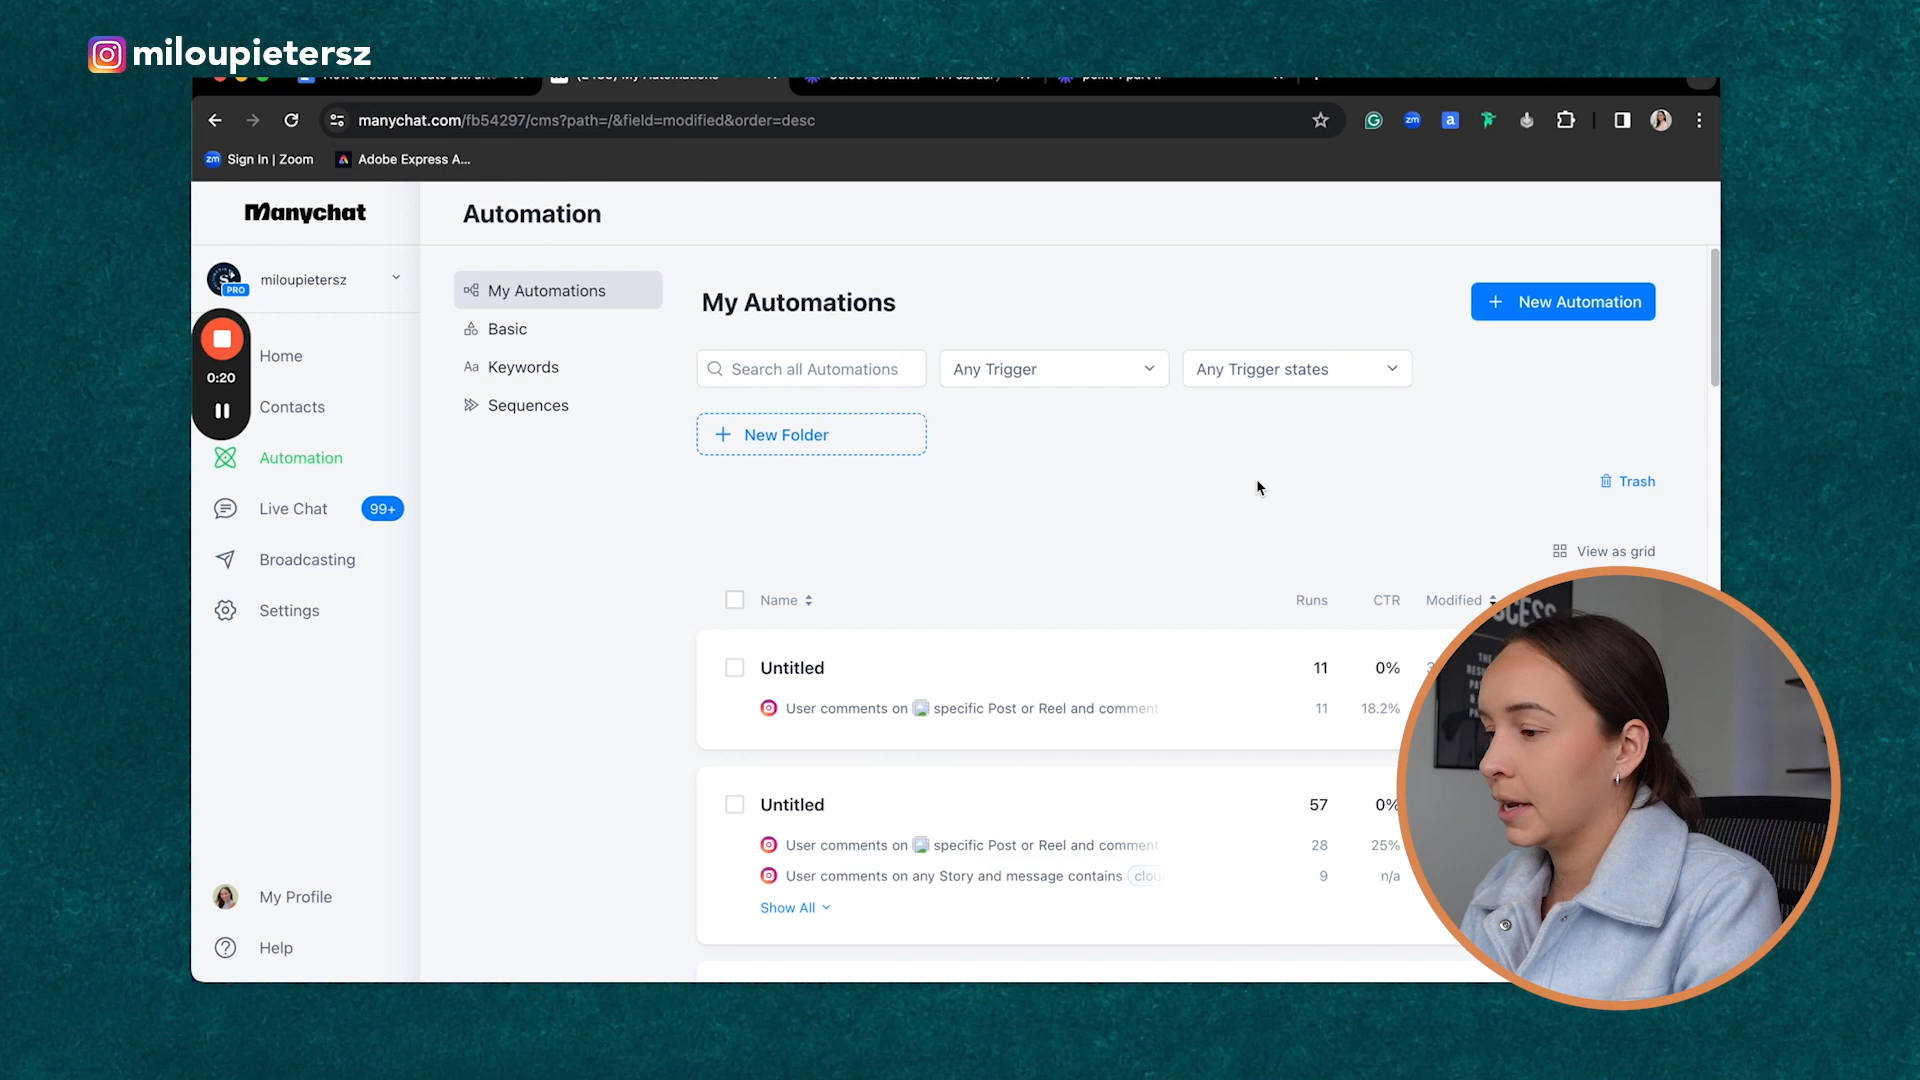 miloupietersz
manychat.com/fb54297/cms?path=/&field=modified&order=desc
Sign In | Zoom
Adobe Express A...
Manychat
Automation
PRO
miloupietersz
0:20
Home
Contacts
Automation
Live Chat
99+
Broadcasting
Settings
My Profile
Help
My Automations
Basic
Aa Keywords
Sequences
My Automations
+ New Automation
Search all Automations
Any Trigger
Any Trigger states
+ New Folder
Trash
View as grid
Name
Runs
CTR
Modified
Untitled
11
0%
User comments on specific Post or Reel and comment
11
18.2%
Untitled
57
0%
User comments on specific Post or Reel and comment
28
25%
User comments on any Story and message contains
9
n/a
Show All